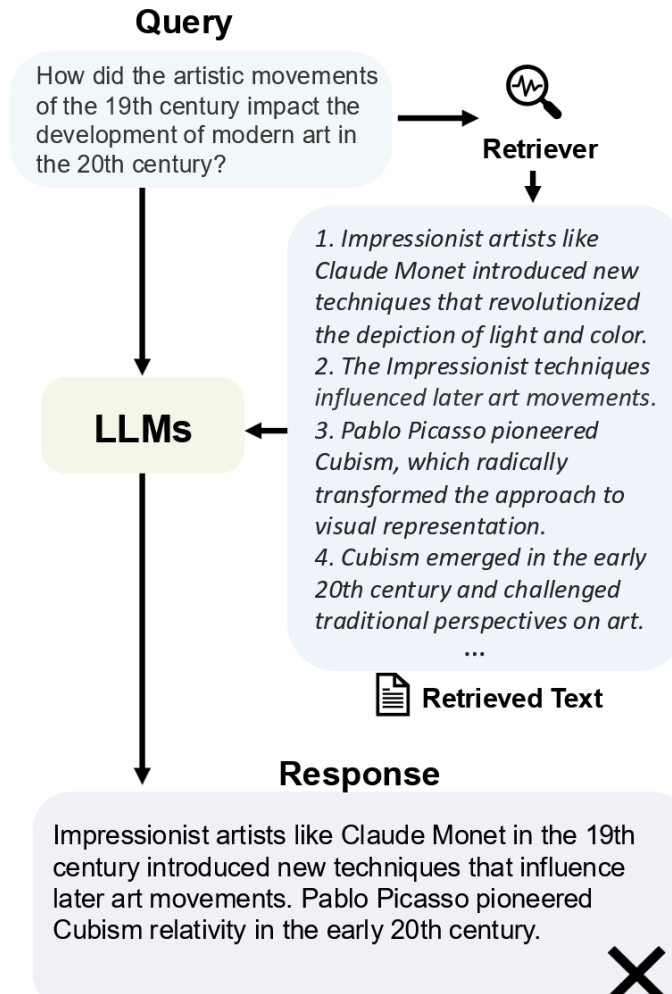 Query
How did the artistic movements
of the 19th century impact the
development of modern art in
the 20th century?
Retriever
1. Impressionist artists like
Claude Monet introduced new
techniques that revolutionized
the depiction of light and color.
2. The Impressionist techniques
influenced later art movements.
3. Pablo Picasso pioneered
Cubism, which radically
transformed the approach to
visual representation.
4. Cubism emerged in the early
20th century and challenged
traditional perspectives on art.
...
LLMs
Retrieved Text
Response
Impressionist artists like Claude Monet in the 19th
century introduced new techniques that influence
later art movements. Pablo Picasso pioneered
Cubism relativity in the early 20th century.